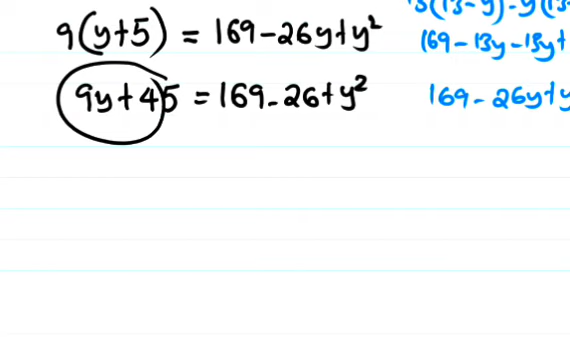 9(y+5) = 169-26y+y²
9y+45 = 169-26+y²
169-13y-13y+
169-26y+y